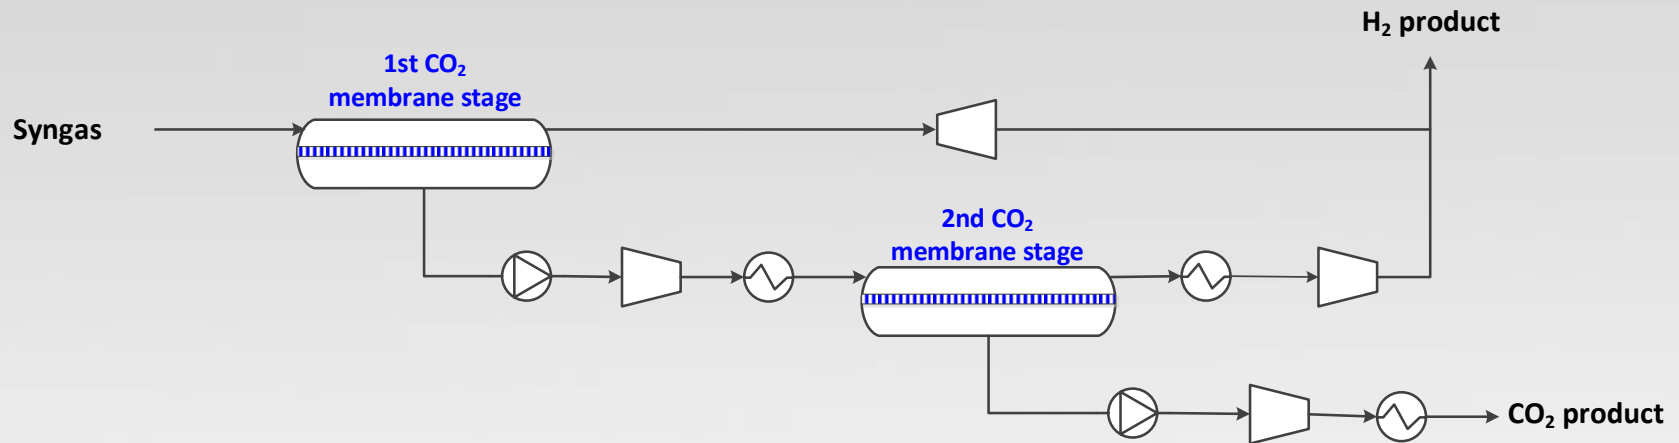 H₂ product
1st CO₂
membrane stage
Syngas
2nd CO₂
membrane stage
CO₂ product